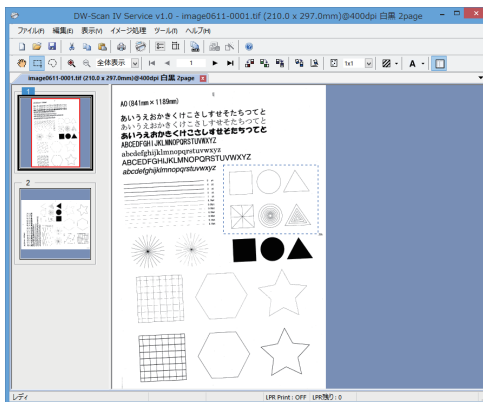 DW-Scan IV Service v1.0 - image0611-0001.tif (210.0 x 297.0mm)@400dpi 白黒 2page
ファイル(F) 編集(E) 表示(V) イメージ処理 ツール(I) ヘルプ(H)
全体表示 1 1x1 A
image0611-0001.tif (210.0 x 297.0mm)@400dpi 白黒 2page
1
2
A0 (841mm×1189mm)
あいうえおかきくけこさしすせそたちつてと
あいうえおかきくけこさしすせそたちつてと
あいうえおかきくけこさしすせそたちつてと
ABCDEFGHIJKLMNOPQRSTUVWXYZ
abcdefghijklmnopqrstuvwxyz
ABCDEFGHIJKLMNOPQRSTUVWXYZ
abcdefghijklmnopqrstuvwxyz
レディ LPR Print : OFF LPR残り : 0